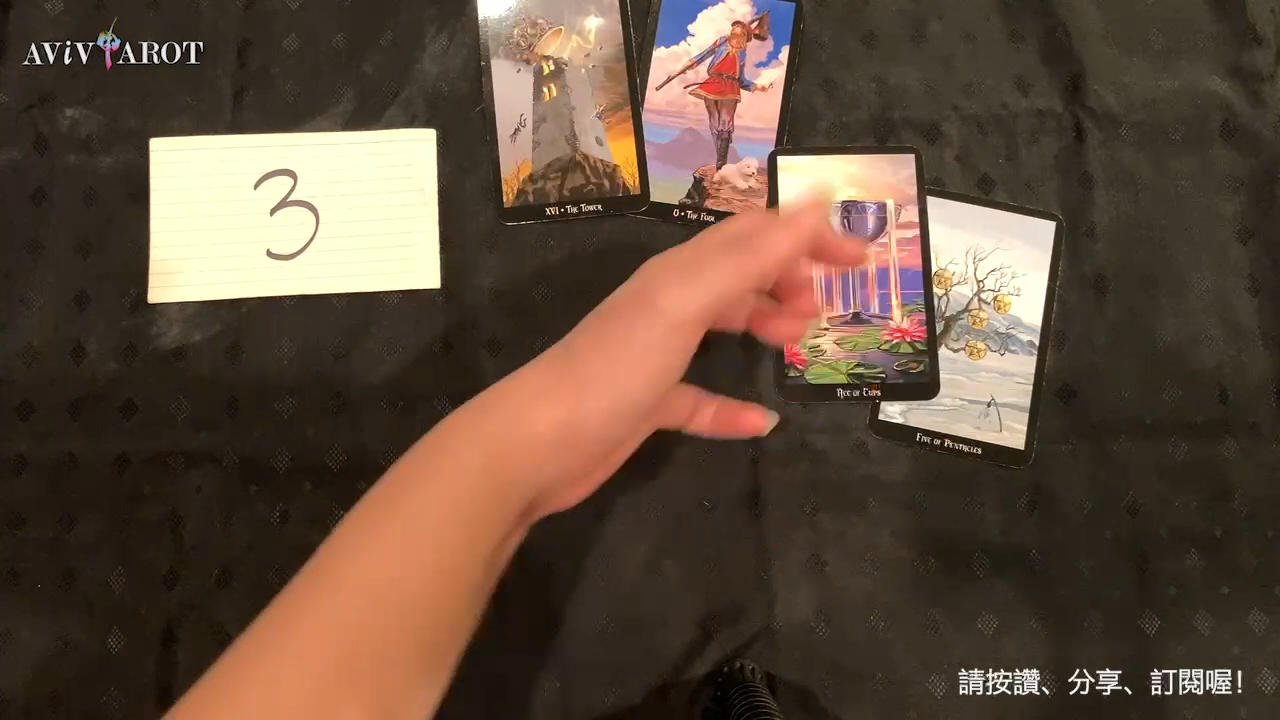 AViVTAROT
3
XVI • THE TOWER
0 • THE FOOL
ACE OF CUPS
FIVE OF PENTACLES
請按讚、分享、訂閱喔!